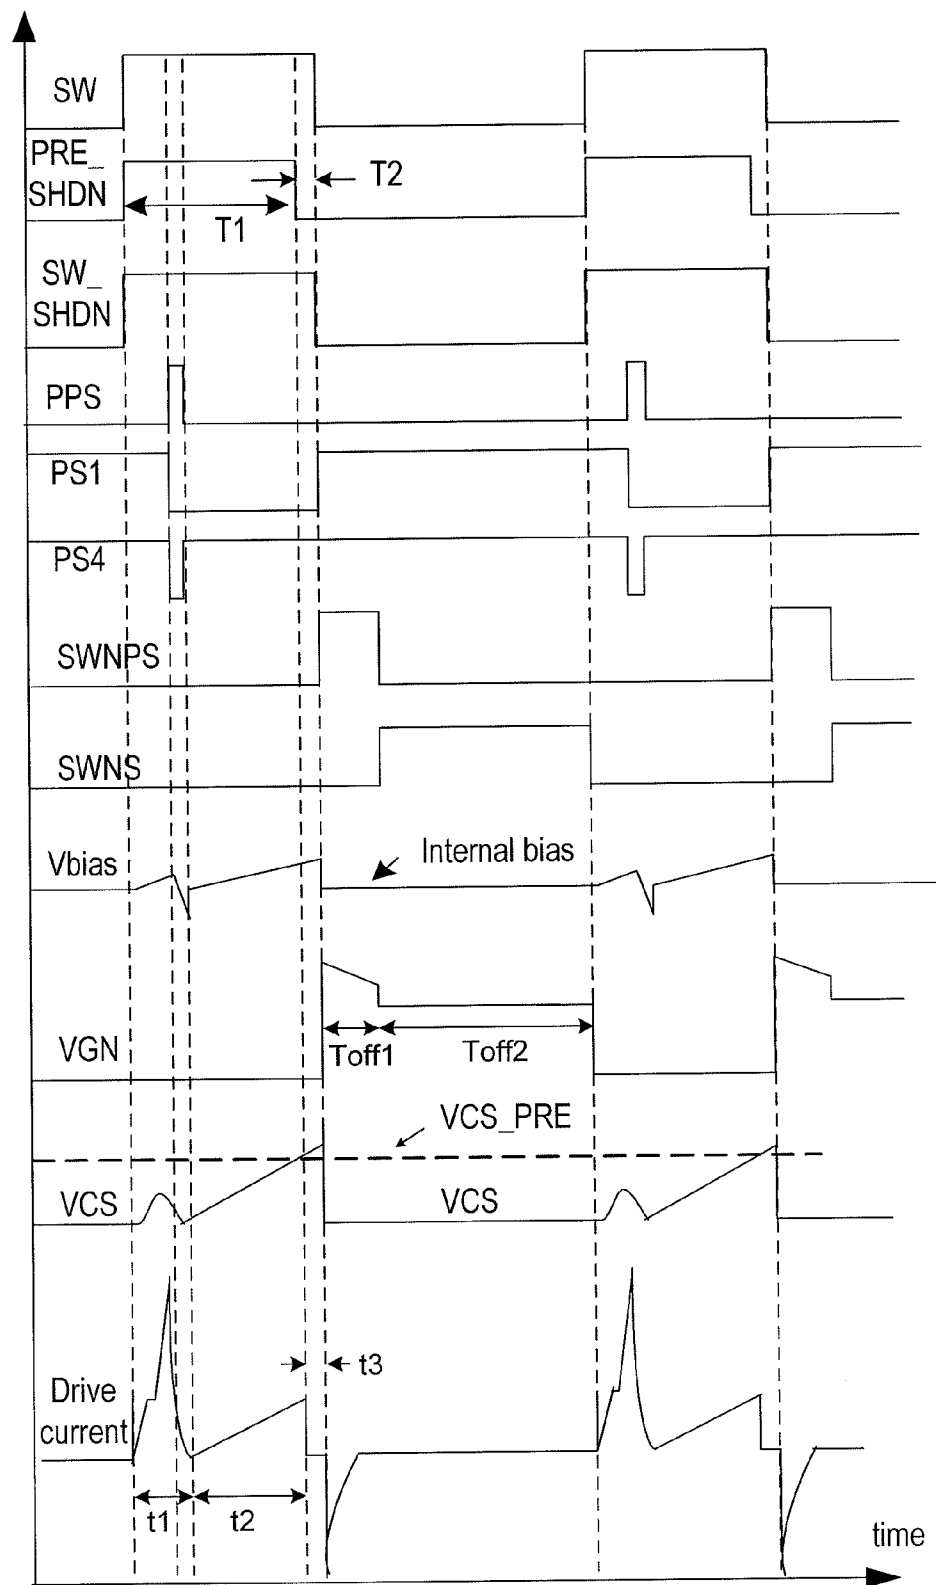 SW
PRE_
SHDN
T2
T1
SW_
SHDN
PPS
PS1
PS4
SWNPS
SWNS
Vbias
Internal bias
VGN
Toff1
Toff2
VCS_PRE
VCS
VCS
t3
Drive
current
t1
t2
time